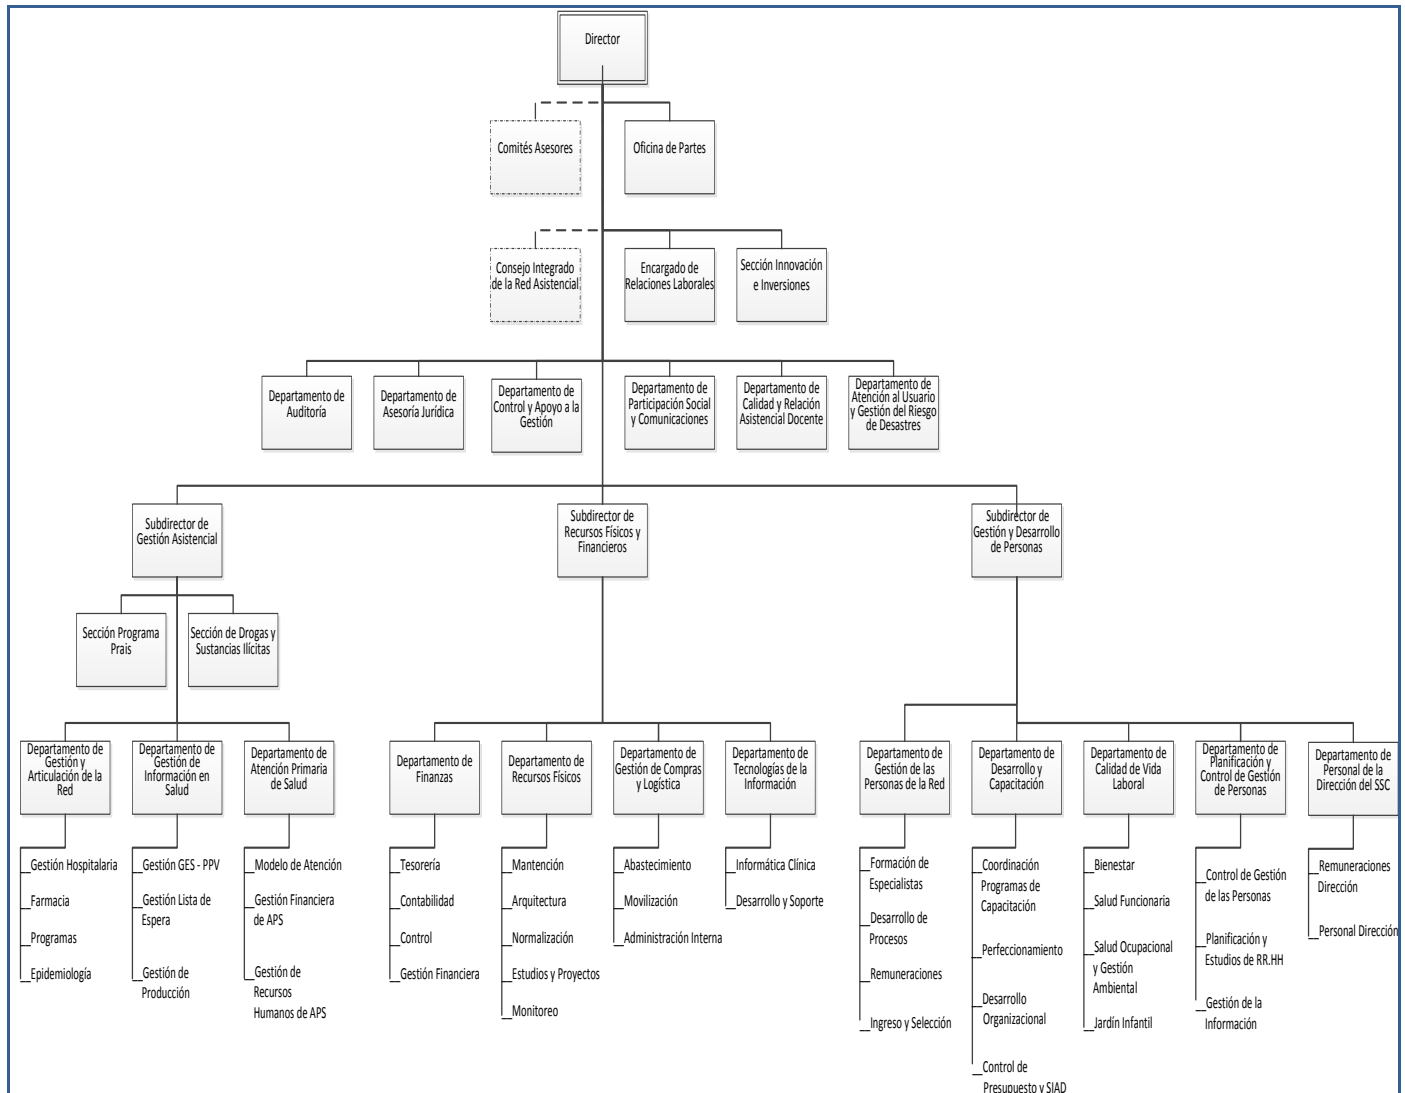 Director
Comités Asesores
Oficina de Partes
Consejo Integrado
de la Red Asistencial
Encargado de
Relaciones Laborales
Sección Innovación
e Inversiones
Departamento de
Auditoría
Departamento de
Asesoría Jurídica
Departamento de
Control y Apoyo a la
Gestión
Departamento de
Participación Social
y Comunicaciones
Departamento de
Calidad y Relación
Asistencial Docente
Departamento de
Atención al Usuario
y Gestión del Riesgo
de Desastres
Subdirector de
Gestión Asistencial
Subdirector de
Recursos Físicos y
Financieros
Subdirector de
Gestión y Desarrollo
de Personas
Sección Programa
Prais
Sección de Drogas y
Sustancias Ilícitas
Departamento de
Gestión y
Articulación de la
Red
Gestión Hospitalaria
Farmacia
Programas
Epidemiología
Departamento de
Gestión de
Información en
Salud
Gestión GES - PPV
Gestión Lista de
Espera
Gestión de
Producción
Departamento de
Atención Primaria
de Salud
Modelo de Atención
Gestión Financiera
de APS
Gestión de
Recursos
Humanos de APS
Departamento de
Finanzas
Tesorería
Contabilidad
Control
Gestión Financiera
Departamento de
Recursos Físicos
Mantención
Arquitectura
Normalización
Estudios y Proyectos
Monitoreo
Departamento de
Gestión de Compras
y Logística
Abastecimiento
Movilización
Administración Interna
Departamento de
Tecnologías de la
Información
Informática Clínica
Desarrollo y Soporte
Departamento de
Gestión de las
Personas de la Red
Formación de
Especialistas
Desarrollo de
Procesos
Remuneraciones
Ingreso y Selección
Departamento de
Desarrollo y
Capacitación
Coordinación
Programas de
Capacitación
Perfeccionamiento
Desarrollo
Organizacional
Control de
Presupuesto y SIAD
Departamento de
Calidad de Vida
Laboral
Bienestar
Salud Funcionaria
Salud Ocupacional
y Gestión
Ambiental
Jardín Infantil
Departamento de
Planificación y
Control de Gestión
de Personas
Control de Gestión
de las Personas
Planificación y
Estudios de RR.HH
Gestión de la
Información
Departamento de
Personal de la
Dirección del SSC
Remuneraciones
Dirección
Personal Dirección